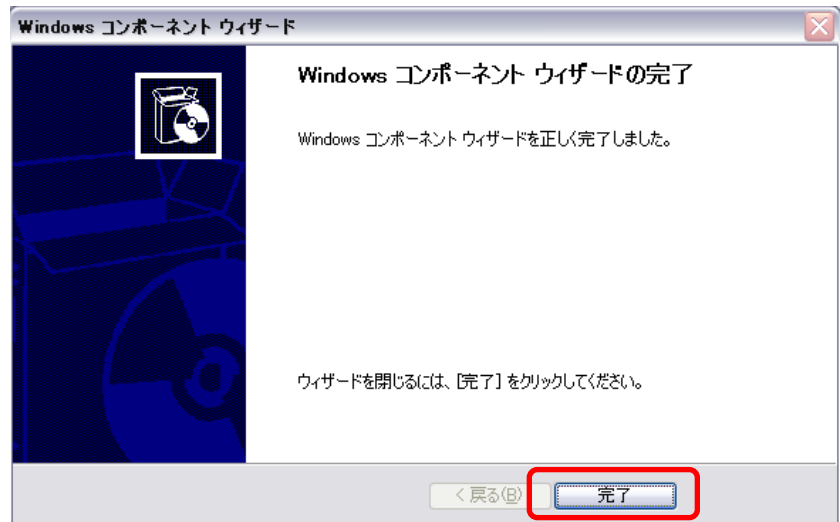 Windows コンポーネント ウィザード
Windows コンポーネント ウィザードの完了
Windows コンポーネント ウィザードを正しく完了しました。
ウィザードを閉じるには、[完了] をクリックしてください。
< 戻る(B)
完了